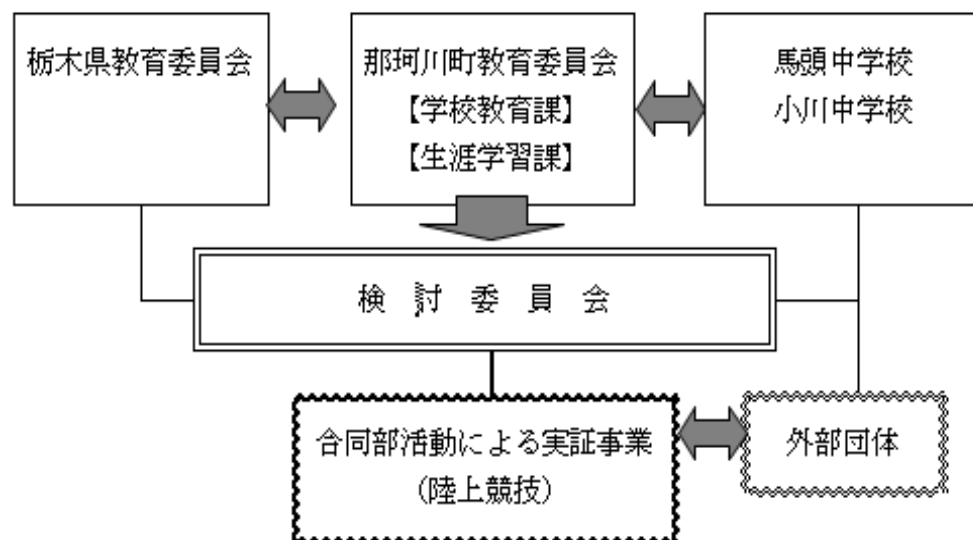 栃木県教育委員会
那珂川町教育委員会
【学校教育課】
【生涯学習課】
馬頭中学校
小川中学校
検討委員会
合同部活動による実証事業
(陸上競技)
外部団体